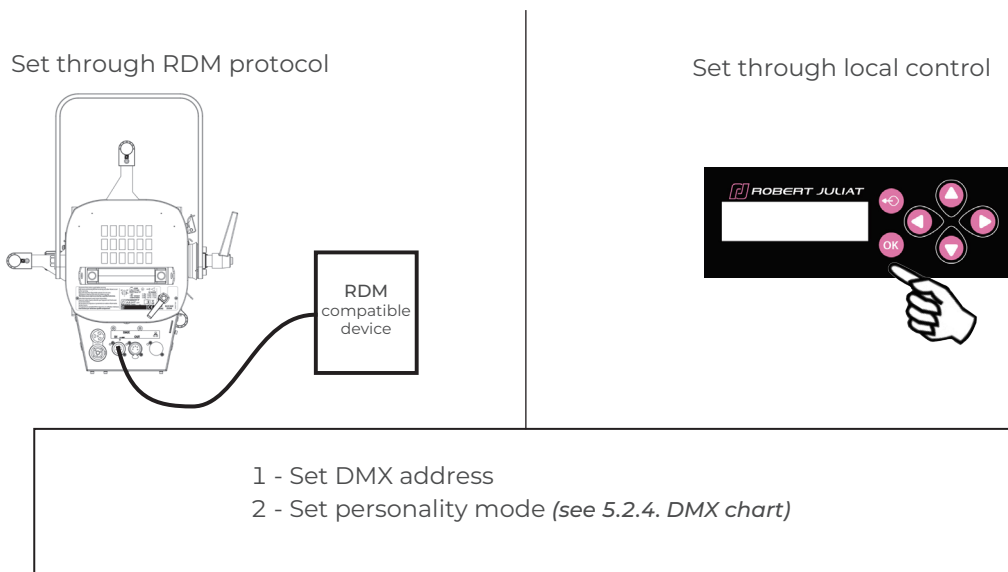 Set through RDM protocol
Set through local control
ROBERT JULIAT
OK
RDM
compatible
device
1 - Set DMX address
2 - Set personality mode (see 5.2.4. DMX chart)